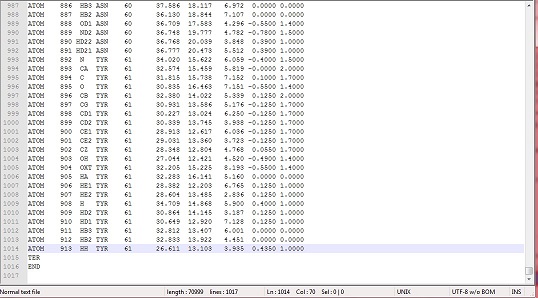 987 ATOM 886 HB3 ASN 60 37.586 18.117 6.972 0.0000 0.0000
988 ATOM 887 HB2 ASN 60 36.130 18.844 7.107 0.0000 0.0000
989 ATOM 888 OD1 ASN 60 36.709 17.583 4.296 -0.5500 1.4000
990 ATOM 889 ND2 ASN 60 36.748 19.777 4.782 -0.7800 1.5000
991 ATOM 890 HD22 ASN 60 36.768 20.039 3.848 0.3900 1.0000
992 ATOM 891 HD21 ASN 60 36.777 20.473 5.512 0.3900 1.0000
993 ATOM 892 N TYR 61 34.020 15.622 6.059 -0.4000 1.5000
994 ATOM 893 CA TYR 61 32.574 15.459 5.819 -0.0000 2.0000
995 ATOM 894 C TYR 61 31.815 15.738 7.152 0.1000 1.7000
996 ATOM 895 O TYR 61 30.835 16.463 7.151 -0.5500 1.4000
997 ATOM 896 CB TYR 61 32.380 14.022 5.339 0.1250 2.0000
998 ATOM 897 CG TYR 61 30.931 13.586 5.176 -0.1250 1.7000
999 ATOM 898 CD1 TYR 61 30.227 13.024 6.250 -0.1250 1.7000
1000 ATOM 899 CD2 TYR 61 30.339 13.745 3.938 -0.1250 1.7000
1001 ATOM 900 CE1 TYR 61 28.913 12.617 6.036 -0.1250 1.7000
1002 ATOM 901 CE2 TYR 61 29.031 13.360 3.723 -0.1250 1.7000
1003 ATOM 902 CZ TYR 61 28.348 12.804 4.768 0.0550 1.7000
1004 ATOM 903 OH TYR 61 27.044 12.421 4.520 -0.4900 1.4000
1005 ATOM 904 OXT TYR 61 32.205 15.225 8.193 -0.5500 1.4000
1006 ATOM 905 HA TYR 61 32.283 16.141 5.160 0.0000 0.0000
1007 ATOM 906 HE1 TYR 61 28.382 12.203 6.765 0.1250 1.0000
1008 ATOM 907 HE2 TYR 61 28.604 13.485 2.836 0.1250 1.0000
1009 ATOM 908 H TYR 61 34.709 14.868 5.900 0.4000 1.0000
1010 ATOM 909 HD2 TYR 61 30.864 14.145 3.187 0.1250 1.0000
1011 ATOM 910 HD1 TYR 61 30.649 12.920 7.128 0.1250 1.0000
1012 ATOM 911 HB3 TYR 61 32.812 13.407 6.001 0.0000 0.0000
1013 ATOM 912 HB2 TYR 61 32.833 13.922 4.451 0.0000 0.0000
1014 ATOM 913 HH TYR 61 26.611 13.103 3.935 0.4350 1.0000
1015 TER
1016 END
1017
Normal text file length : 70999 lines : 1017 Ln : 1014 Col : 70 Sel : 0 | 0 UNIX UTF-8 w/o BOM INS